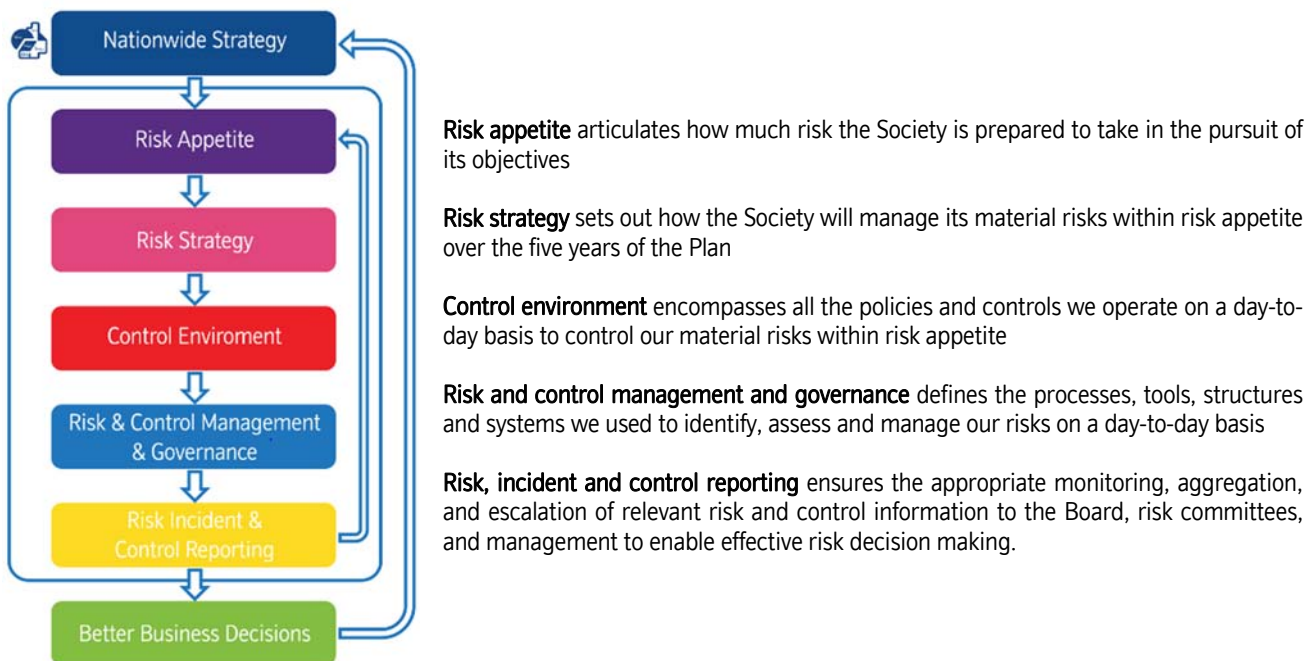 Nationwide Strategy
Risk Appetite
Risk Strategy
Control Enviroment
Risk & Control Management
& Governance
Risk Incident &
Control Reporting
Better Business Decisions
Risk appetite articulates how much risk the Society is prepared to take in the pursuit of
its objectives
Risk strategy sets out how the Society will manage its material risks within risk appetite
over the five years of the Plan
Control environment encompasses all the policies and controls we operate on a day-to-
day basis to control our material risks within risk appetite
Risk and control management and governance defines the processes, tools, structures
and systems we used to identify, assess and manage our risks on a day-to-day basis
Risk, incident and control reporting ensures the appropriate monitoring, aggregation,
and escalation of relevant risk and control information to the Board, risk committees,
and management to enable effective risk decision making.